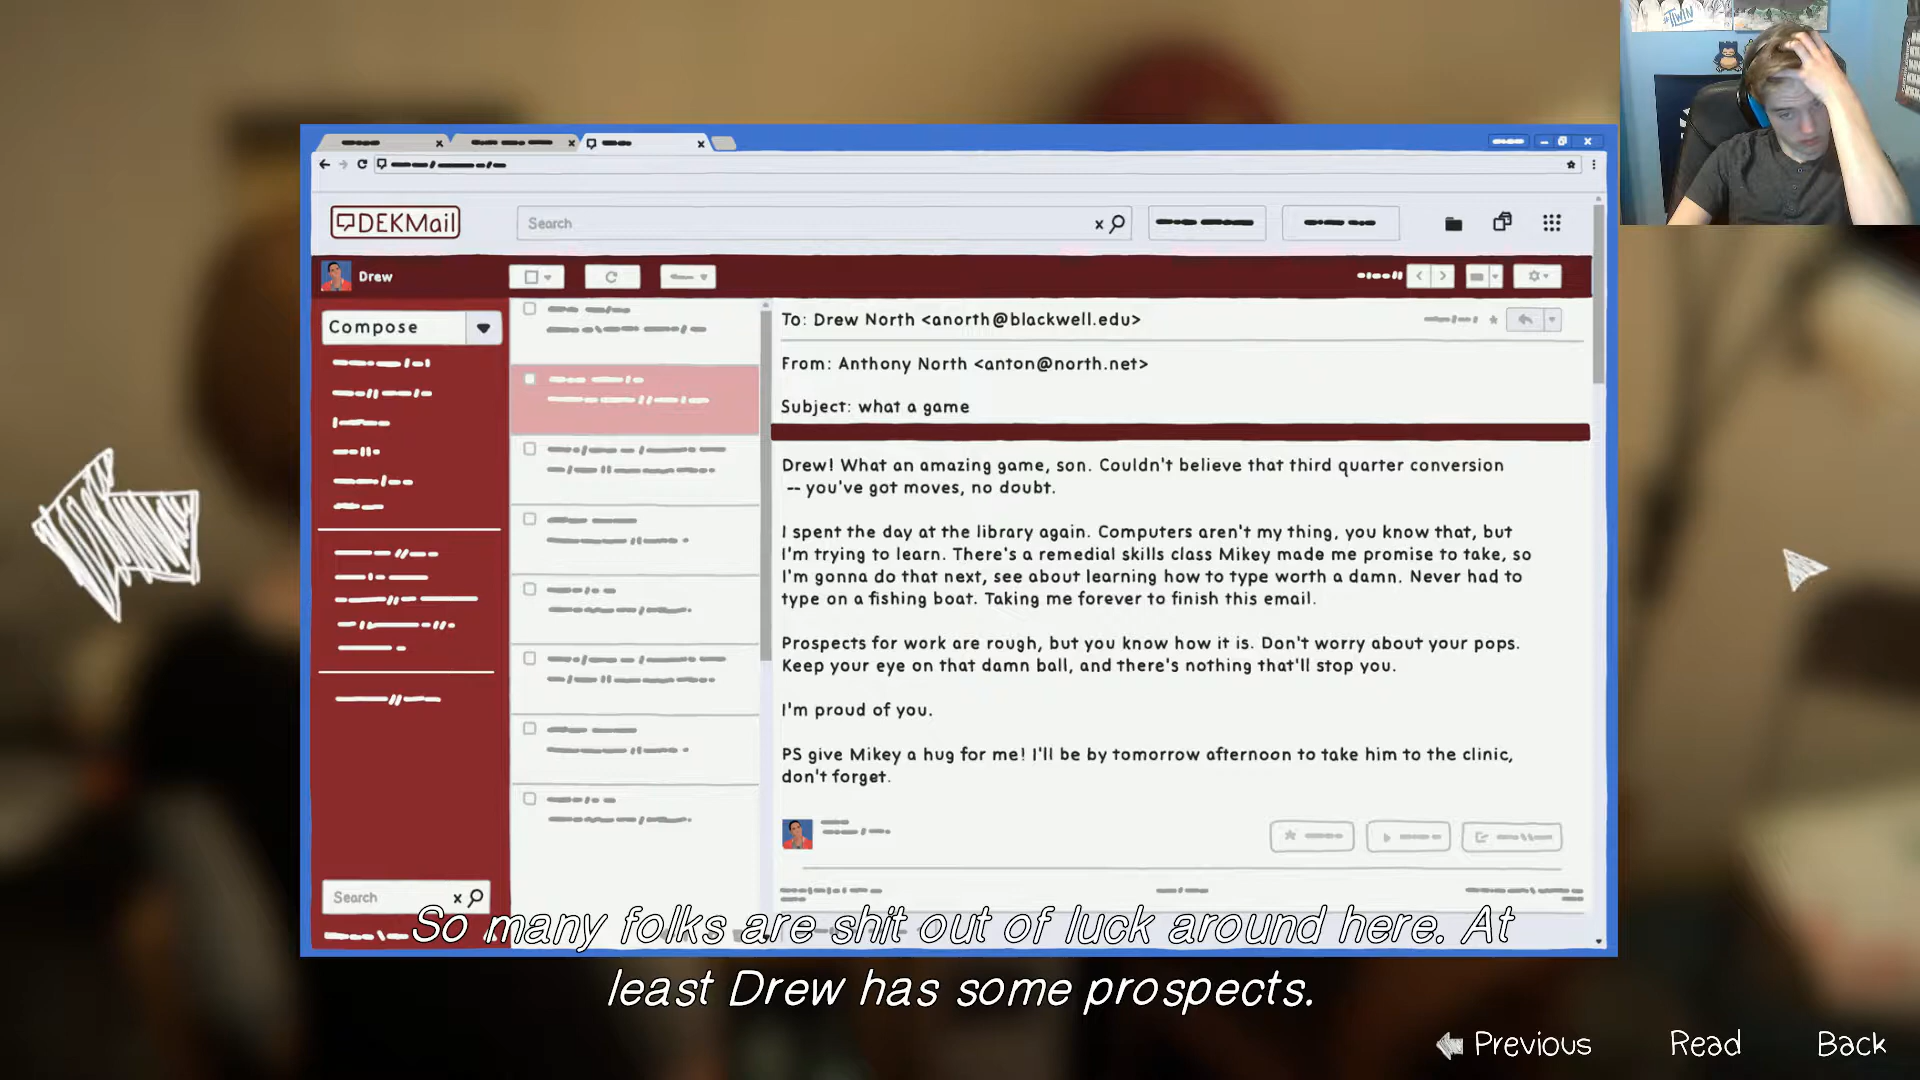 #TWIN
DEKMail
Search
Drew
Compose
To: Drew North <anorth@blackwell.edu>
From: Anthony North <anton@north.net>
Subject: what a game
Drew! What an amazing game, son. Couldn't believe that third quarter conversion
-- you've got moves, no doubt.
I spent the day at the library again. Computers aren't my thing, you know that, but
I'm trying to learn. There's a remedial skills class Mikey made me promise to take, so
I'm gonna do that next, see about learning how to type worth a damn. Never had to
type on a fishing boat. Taking me forever to finish this email.
Prospects for work are rough, but you know how it is. Don't worry about your pops.
Keep your eye on that damn ball, and there's nothing that'll stop you.
I'm proud of you.
PS give Mikey a hug for me! I'll be by tomorrow afternoon to take him to the clinic,
don't forget.
Search
So many folks are shit out of luck around here. At
least Drew has some prospects.
Previous Read Back